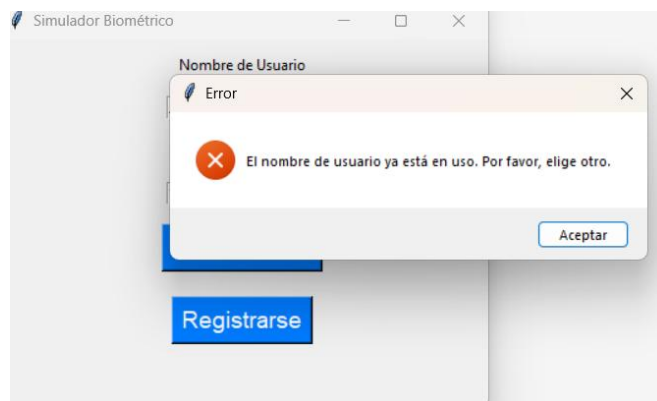 Simulador Biométrico
Nombre de Usuario
Error
El nombre de usuario ya está en uso. Por favor, elige otro.
Aceptar
Registrarse